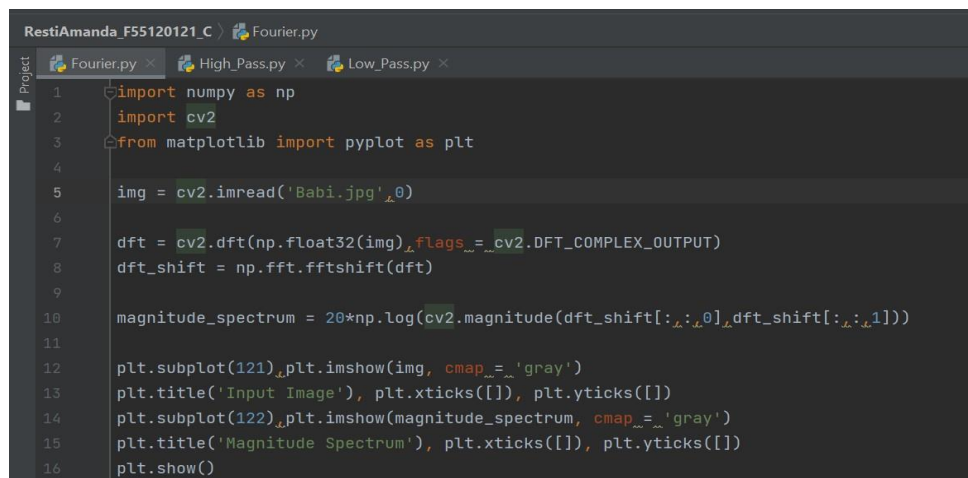 RestiAmanda_F55120121_C Fourier.py
Project
Fourier.py High_Pass.py Low_Pass.py
1 import numpy as np
2 import cv2
3 from matplotlib import pyplot as plt
4
5 img = cv2.imread('Babi.jpg',0)
6
7 dft = cv2.dft(np.float32(img),flags = cv2.DFT_COMPLEX_OUTPUT)
8 dft_shift = np.fft.fftshift(dft)
9
10 magnitude_spectrum = 20*np.log(cv2.magnitude(dft_shift[:,:,0],dft_shift[:,:,1]))
11
12 plt.subplot(121),plt.imshow(img, cmap = 'gray')
13 plt.title('Input Image'), plt.xticks([]), plt.yticks([])
14 plt.subplot(122),plt.imshow(magnitude_spectrum, cmap = 'gray')
15 plt.title('Magnitude Spectrum'), plt.xticks([]), plt.yticks([])
16 plt.show()